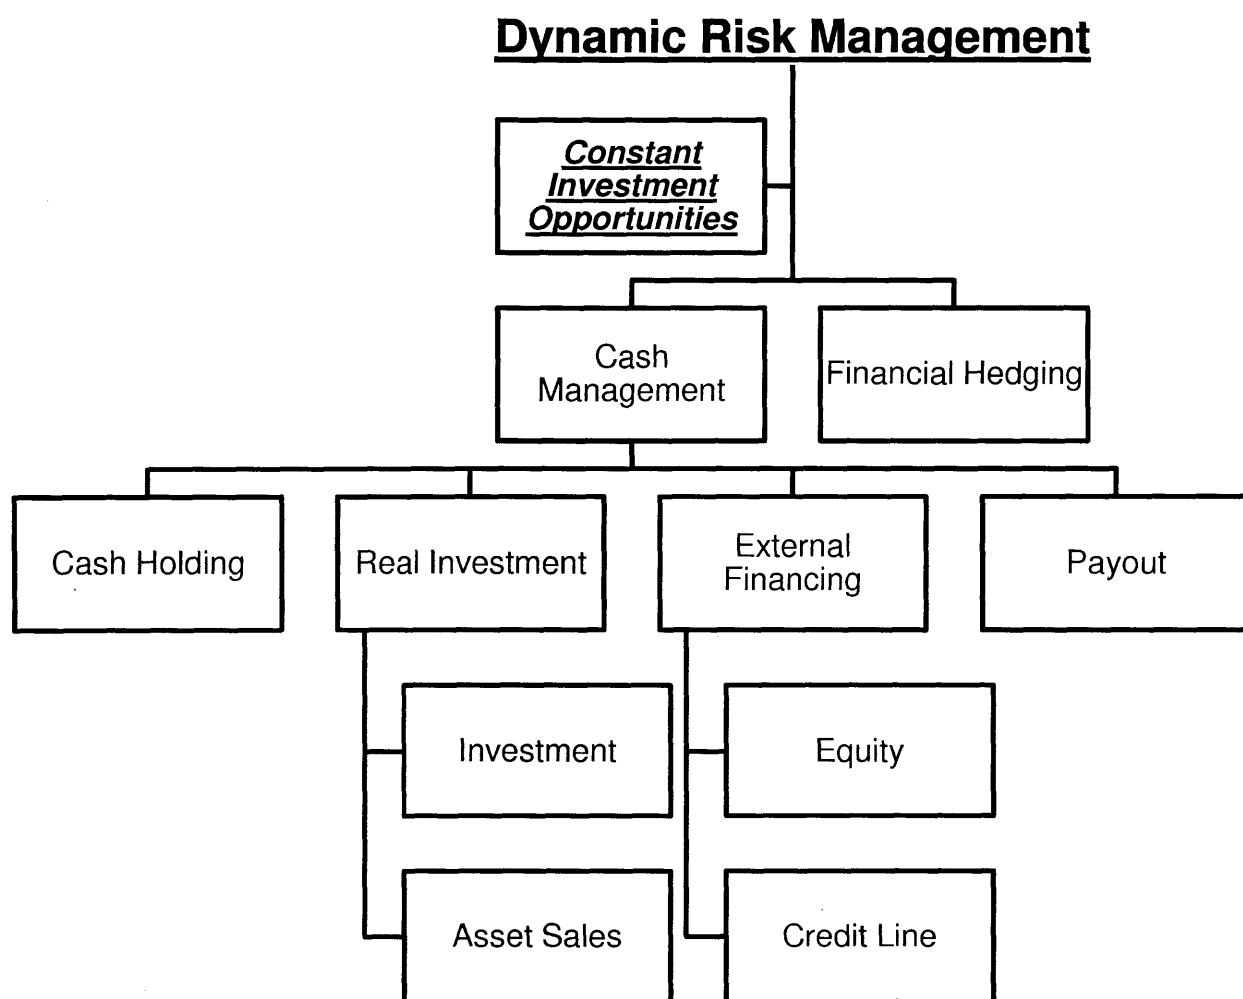 Dynamic Risk Management
Constant
Investment
Opportunities
Cash
Management
Financial Hedging
Cash Holding
Real Investment
External
Financing
Payout
Investment
Equity
Asset Sales
Credit Line